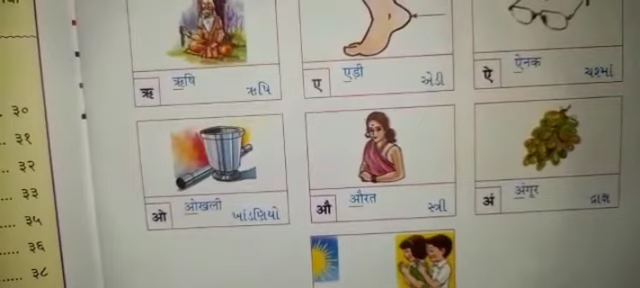 ऋ ऋषि ઋષિ
ए एडी એડી
ऐ ऐनक ચશ્માં
ओ ओखली ખાંડણિયો
औ औरत સ્ત્રી
अं अंगूर દ્રાક્ષ
३०
३१
३२
३३
३५
३६
३८